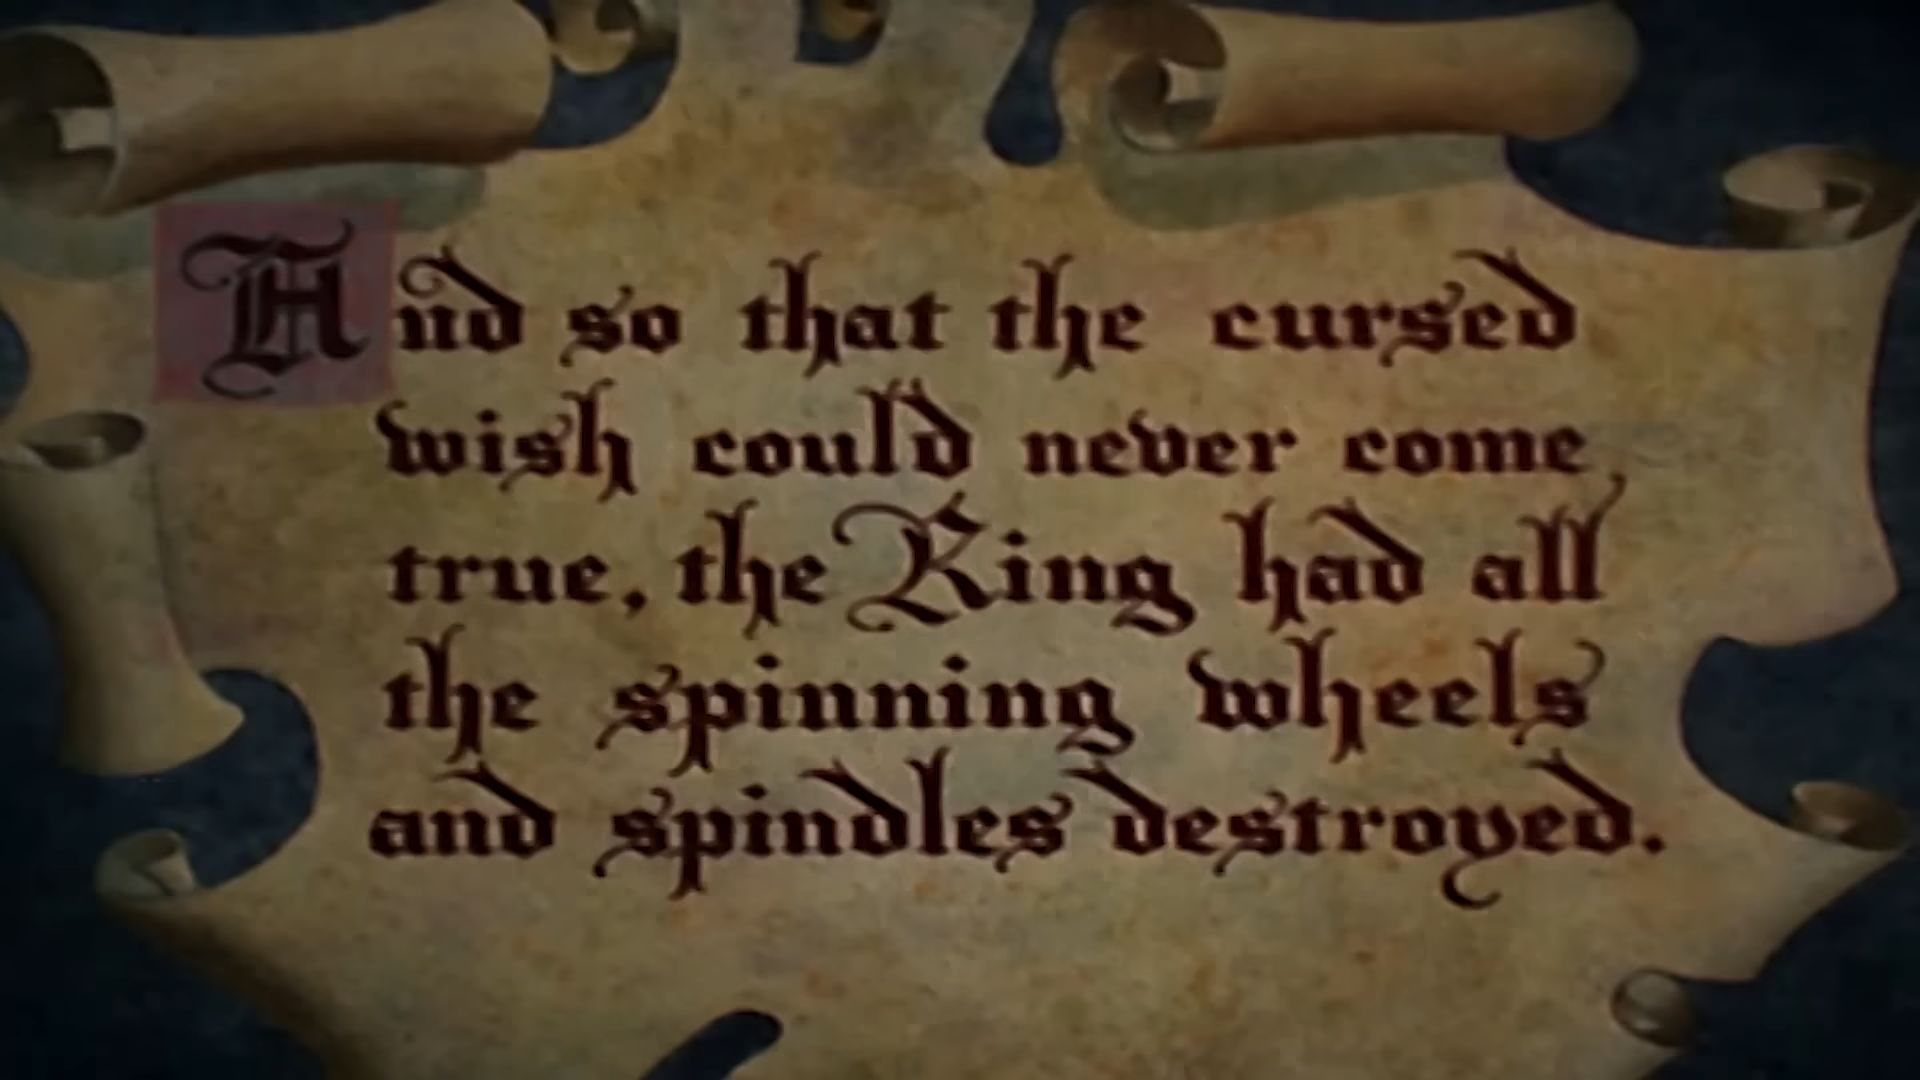 And so that the cursed
wish could never come
true, the King had all
the spinning wheels
and spindles destroyed.